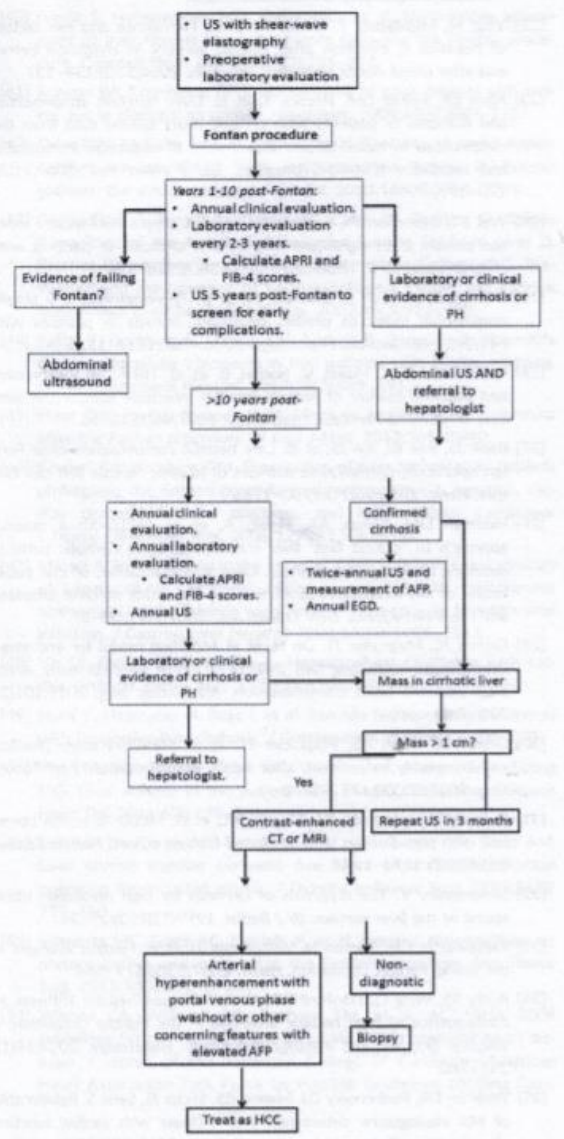 US with shear-wave
elastography
• Preoperative
laboratory evaluation
Fontan procedure
Years 1-10 post-Fontan:
• Annual clinical evaluation.
• Laboratory evaluation
every 2-3 years.
• Calculate APRI and
FIB-4 scores.
• US 5 years post-Fontan to
screen for early
complications.
Evidence of failing
Fontan?
Laboratory or clinical
evidence of cirrhosis or
PH
Abdominal
ultrasound
Abdominal US AND
referral to
hepatologist
>10 years post-
Fontan
• Annual clinical
evaluation.
• Annual laboratory
evaluation.
• Calculate APRI
and FIB-4 scores.
• Annual US
Confirmed
cirrhosis
• Twice-annual US and
measurement of AFP.
• Annual EGD.
Laboratory or clinical
evidence of cirrhosis or
PH
Mass in cirrhotic liver
Mass > 1 cm?
Referral to
hepatologist.
Yes
Contrast-enhanced
CT or MRI
Repeat US in 3 months
Arterial
hyperenhancement with
portal venous phase
washout or other
concerning features with
elevated AFP
Non-
diagnostic
Biopsy
Treat as HCC